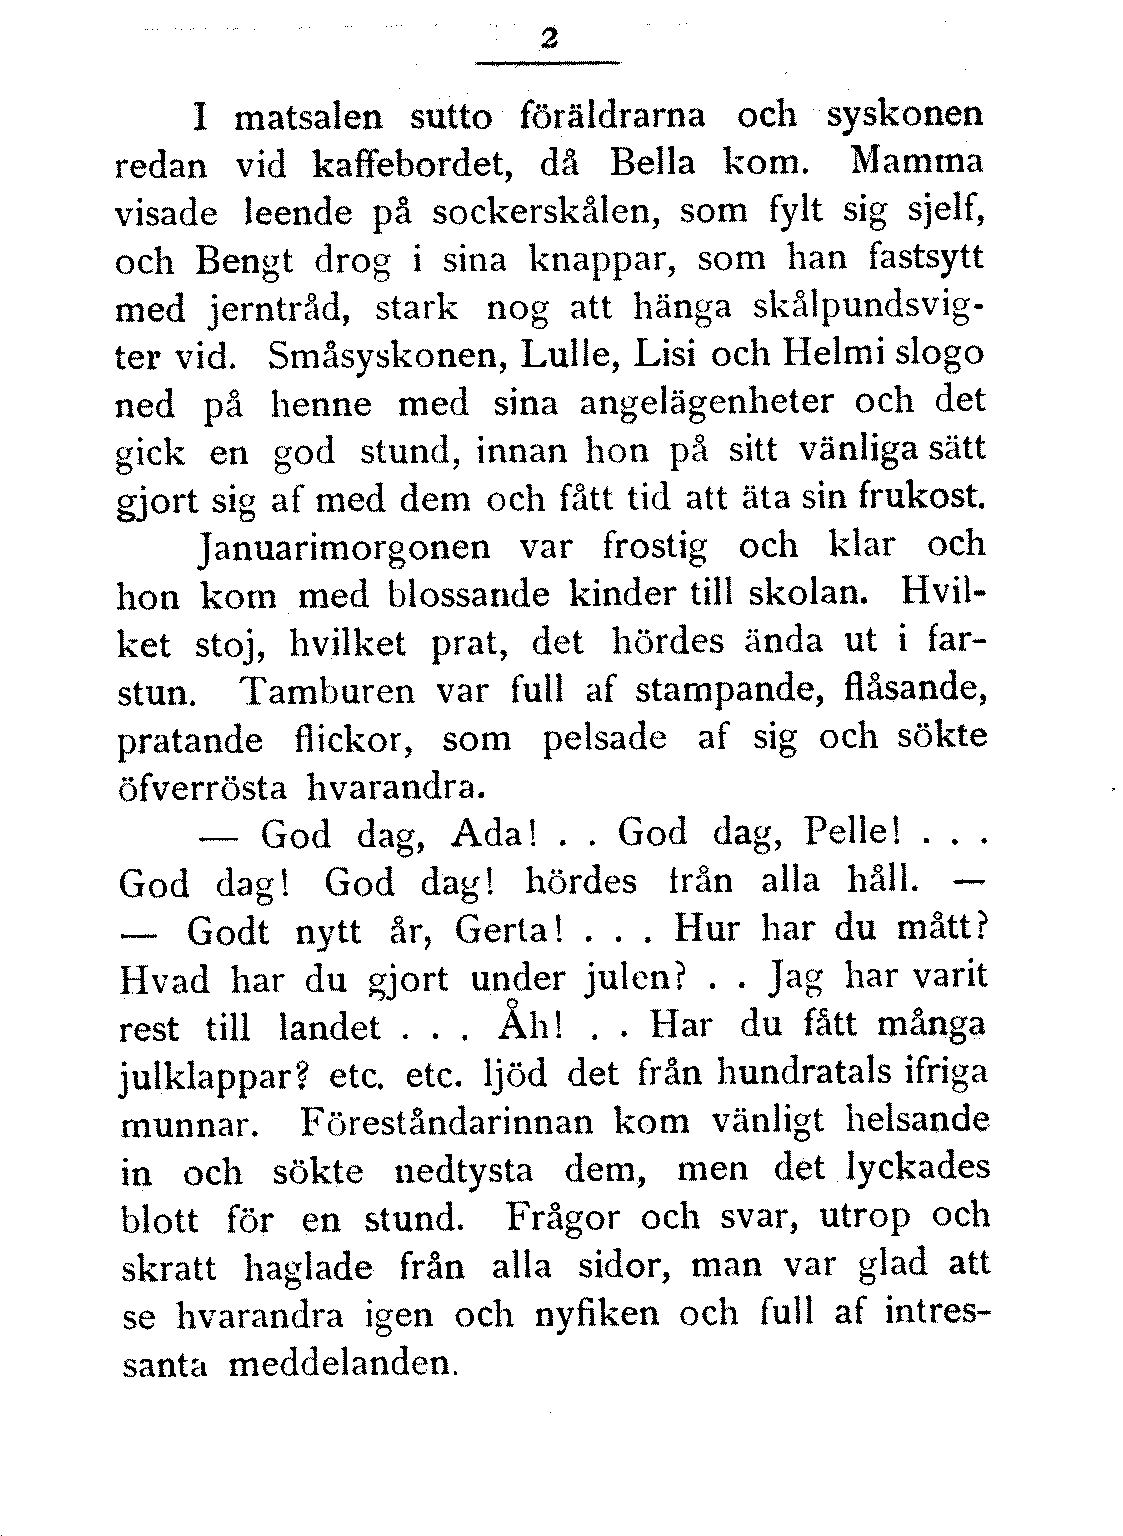 2
I matsalen sutto föräldrarna och syskonen
redan vid kaffebordet, då Bella kom. Mamma
visade leende på sockerskålen, som fylt sig sjelf,
och Bengt drog i sina knappar, som han fastsytt
med jerntråd, stark nog att hänga skålpundsvig-
ter vid. Småsyskonen, Lulle, Lisi och Helmi slogo
ned på henne med sina angelägenheter och det
gick en god stund, innan hon på sitt vänliga sätt
gjort sig af med dem och fått tid att äta sin frukost.
Januarimorgonen var frostig och klar och
hon kom med blossande kinder till skolan. Hvil-
ket stoj, hvilket prat, det hördes ända ut i far-
stun. Tamburen var full af stampande, flåsande,
pratande flickor, som pelsade af sig och sökte
öfverrösta hvarandra.
— God dag, Ada! . . God dag, Pelle! . . .
God dag! God dag! hördes från alla håll. —
— Godt nytt år, Gerta! . . . Hur har du mått?
Hvad har du gjort under julen? . . Jag har varit
rest till landet . . . Åh! . . Har du fått många
julklappar? etc. etc. ljöd det från hundratals ifriga
munnar. Föreståndarinnan kom vänligt helsande
in och sökte nedtysta dem, men det lyckades
blott för en stund. Frågor och svar, utrop och
skratt haglade från alla sidor, man var glad att
se hvarandra igen och nyfiken och full af intres-
santa meddelanden.